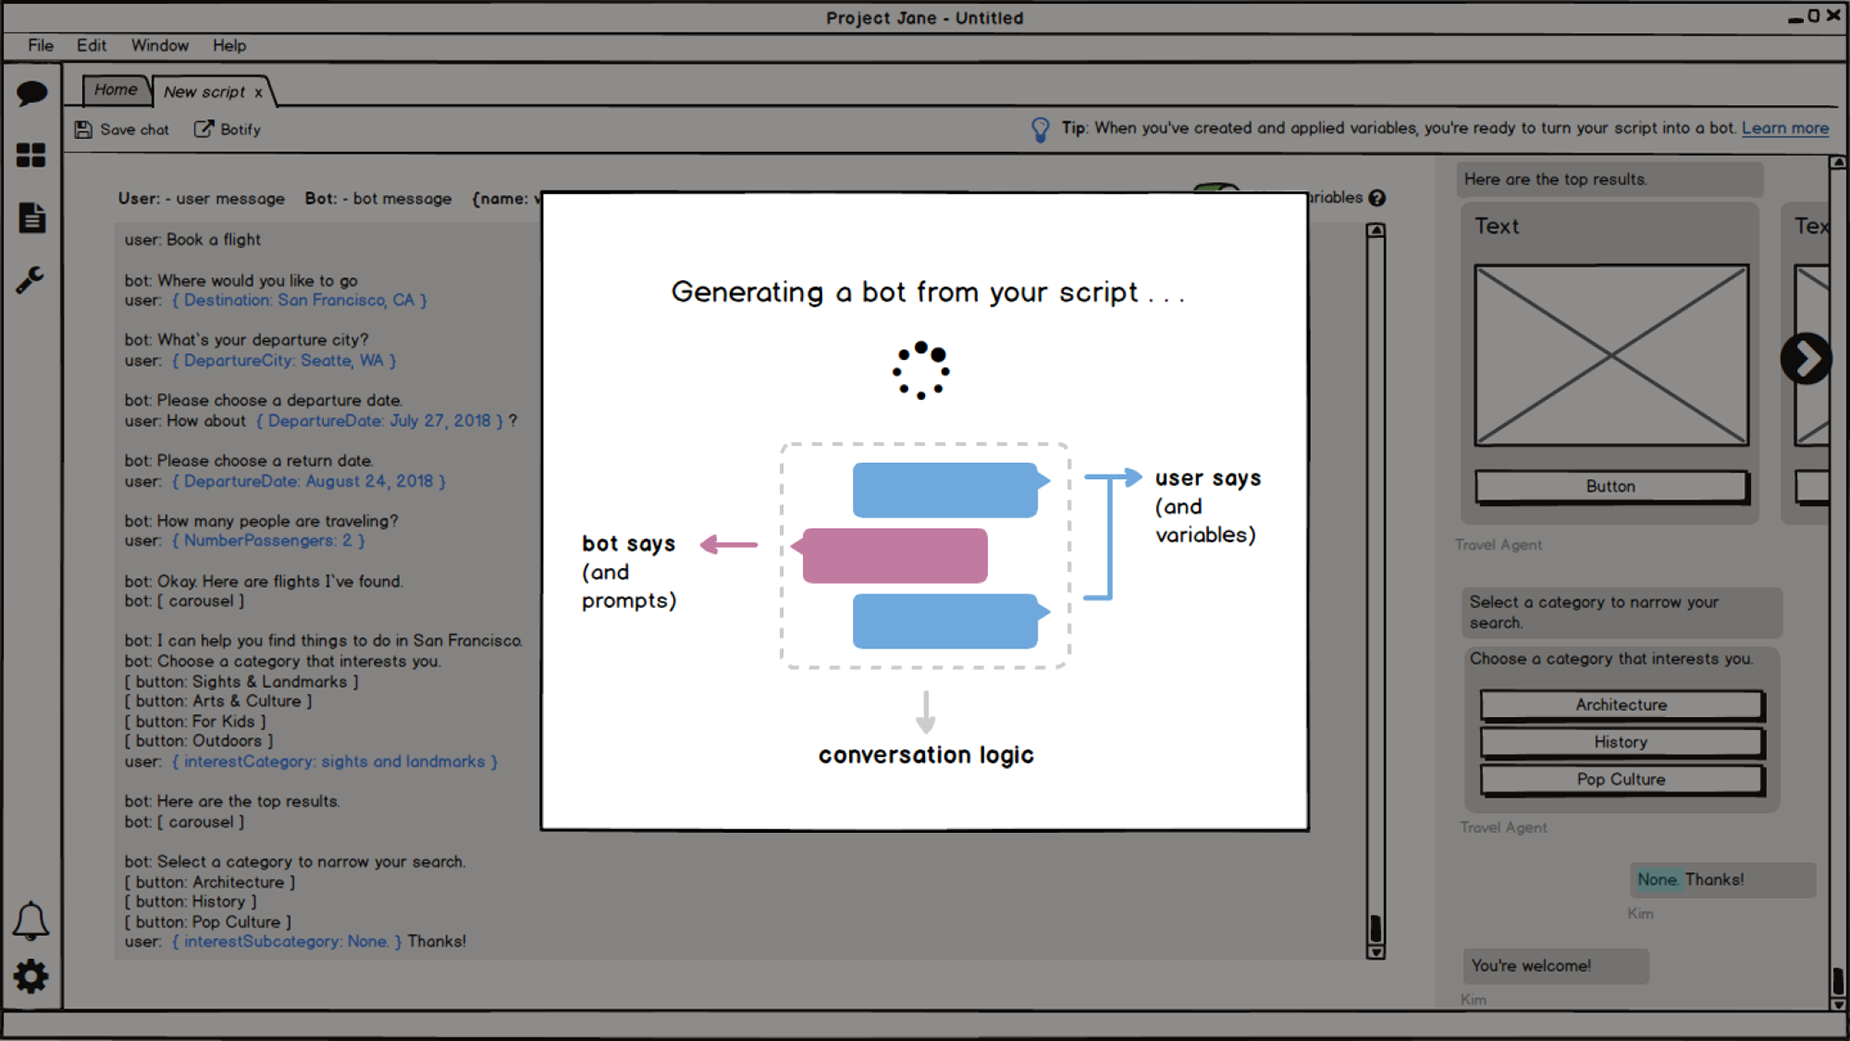 Project Jane - Untitled
File Edit Window Help
Home New script x
Save chat Botify
Tip: When you've created and applied variables, you're ready to turn your script into a bot. Learn more
User: - user message Bot: - bot message {name:
user: Book a flight
bot: Where would you like to go
user: { Destination: San Francisco, CA }
bot: What`s your departure city?
user: { DepartureCity: Seatte, WA }
bot: Please choose a departure date.
user: How about { DepartureDate: July 27, 2018 } ?
bot: Please choose a return date.
user: { DepartureDate: August 24, 2018 }
bot: How many people are traveling?
user: { NumberPassengers: 2 }
bot: Okay. Here are flights I`ve found.
bot: [ carousel ]
bot: I can help you find things to do in San Francisco.
bot: Choose a category that interests you.
[ button: Sights & Landmarks ]
[ button: Arts & Culture ]
[ button: For Kids ]
[ button: Outdoors ]
user: { interestCategory: sights and landmarks }
bot: Here are the top results.
bot: [ carousel ]
bot: Select a category to narrow your search.
[ button: Architecture ]
[ button: History ]
[ button: Pop Culture ]
user: { interestSubcategory: None. } Thanks!
Generating a bot from your script . . .
user says
(and
variables)
bot says
(and
prompts)
conversation logic
Here are the top results.
Text
Button
Travel Agent
Select a category to narrow your
search.
Choose a category that interests you.
Architecture
History
Pop Culture
Travel Agent
None. Thanks!
Kim
You're welcome!
Kim